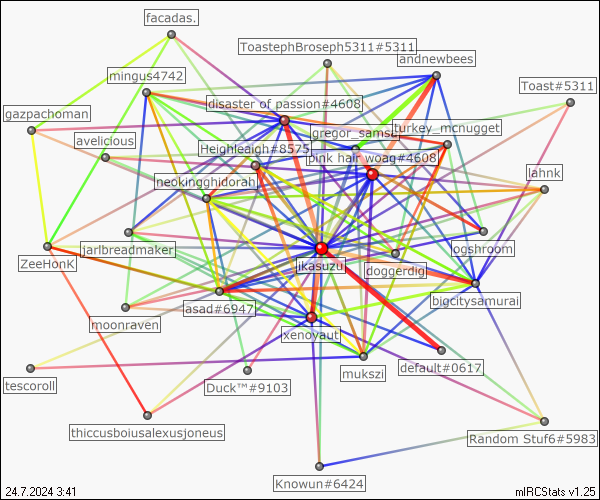 facadas.
ToastephBroseph5311#5311
andnewbees
mingus4742
Toast#5311
disaster of passion#4608
gazpachoman
gregor_samsa
turkey_mcnugget
avelicious
Heighleaigh#8575
pink hair woag#4608
lahnk
neokingghidorah
jarlbreadmaker
logshroom
ZeeHonk
jikasuzu
doggerdig
bigcitysamurai
asad#6947
moonraven
xenoyaut
mukszi
default#0617
tescoroll
Duck™#9103
thiccusboiusalexusjoneus
Random Stuf6#5983
Knowun#6424
24.7.2024 3:41
mIRCStats v1.25